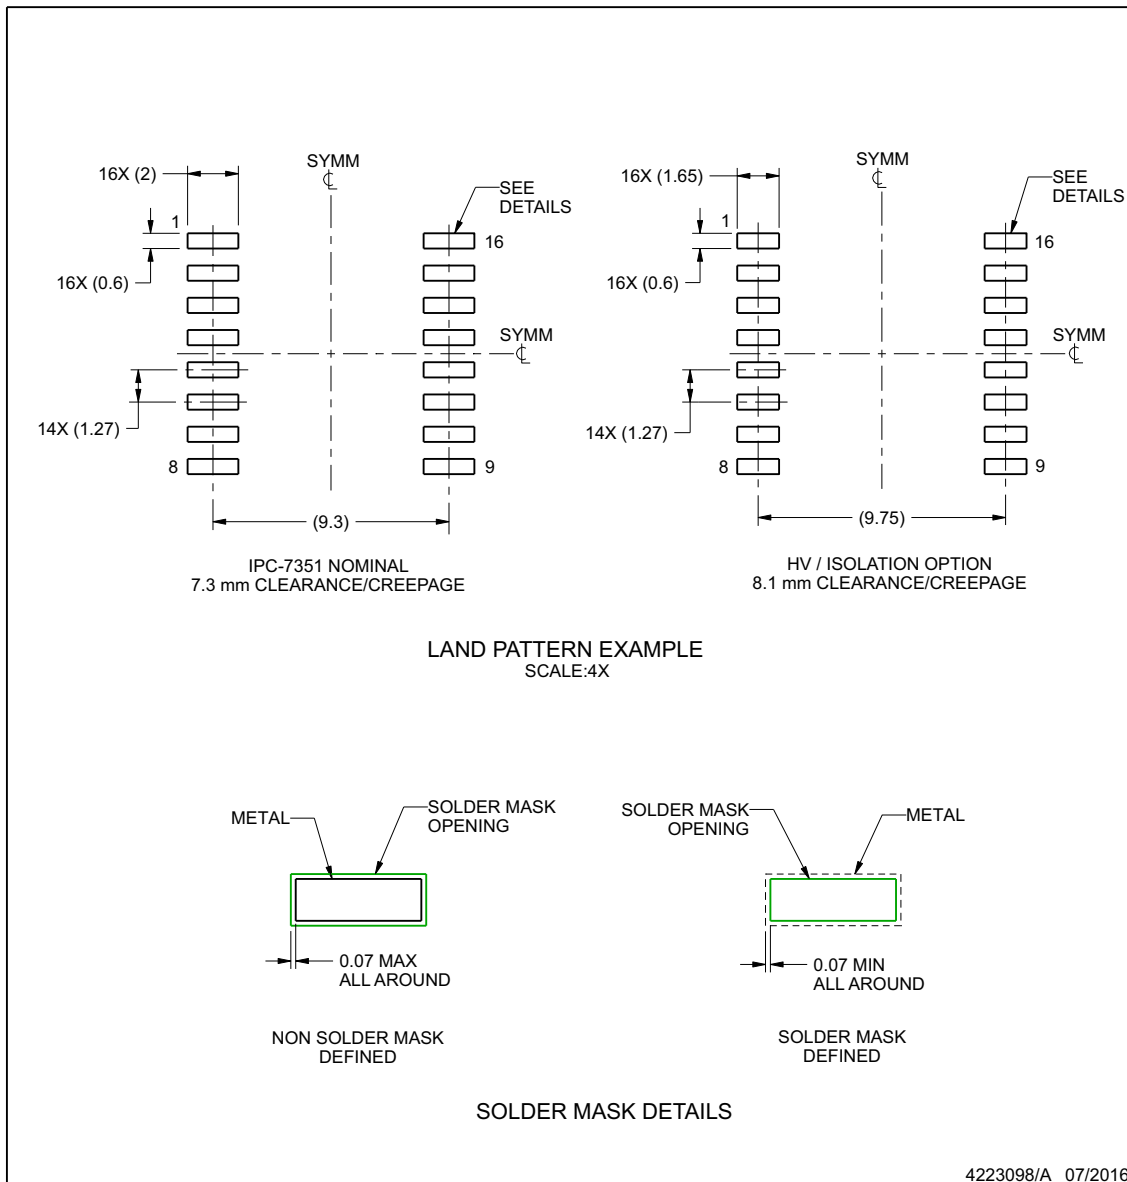 SYMM
℄
16X (2)
SEE
DETAILS
1
16
16X (0.6)
SYMM
℄
14X (1.27)
8
9
(9.3)
IPC-7351 NOMINAL
7.3 mm CLEARANCE/CREEPAGE
SYMM
℄
16X (1.65)
SEE
DETAILS
1
16
16X (0.6)
SYMM
℄
14X (1.27)
8
9
(9.75)
HV / ISOLATION OPTION
8.1 mm CLEARANCE/CREEPAGE
LAND PATTERN EXAMPLE
SCALE:4X
METAL
SOLDER MASK
OPENING
0.07 MAX
ALL AROUND
NON SOLDER MASK
DEFINED
SOLDER MASK
OPENING
METAL
0.07 MIN
ALL AROUND
SOLDER MASK
DEFINED
SOLDER MASK DETAILS
4223098/A 07/2016